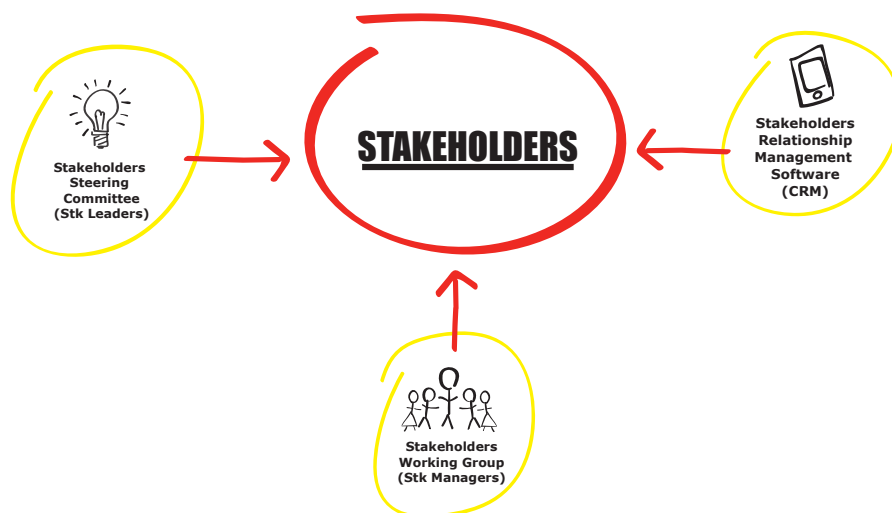 STAKEHOLDERS
Stakeholders
Steering
Committee
(Stk Leaders)
Stakeholders
Relationship
Management
Software
(CRM)
Stakeholders
Working Group
(Stk Managers)